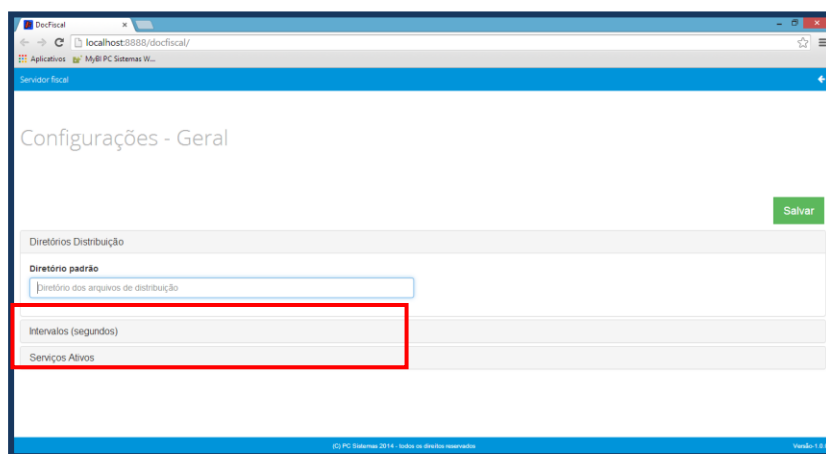 DocFiscal
localhost:8888/docfiscal/
Aplicativos MyBI PC Sistemas W...
Servidor fiscal
Configurações - Geral
Salvar
Diretórios Distribuição
Diretório padrão
Diretório dos arquivos de distribuição
Intervalos (segundos)
Serviços Ativos
(C) PC Sistemas 2014 - todos os direitos reservados